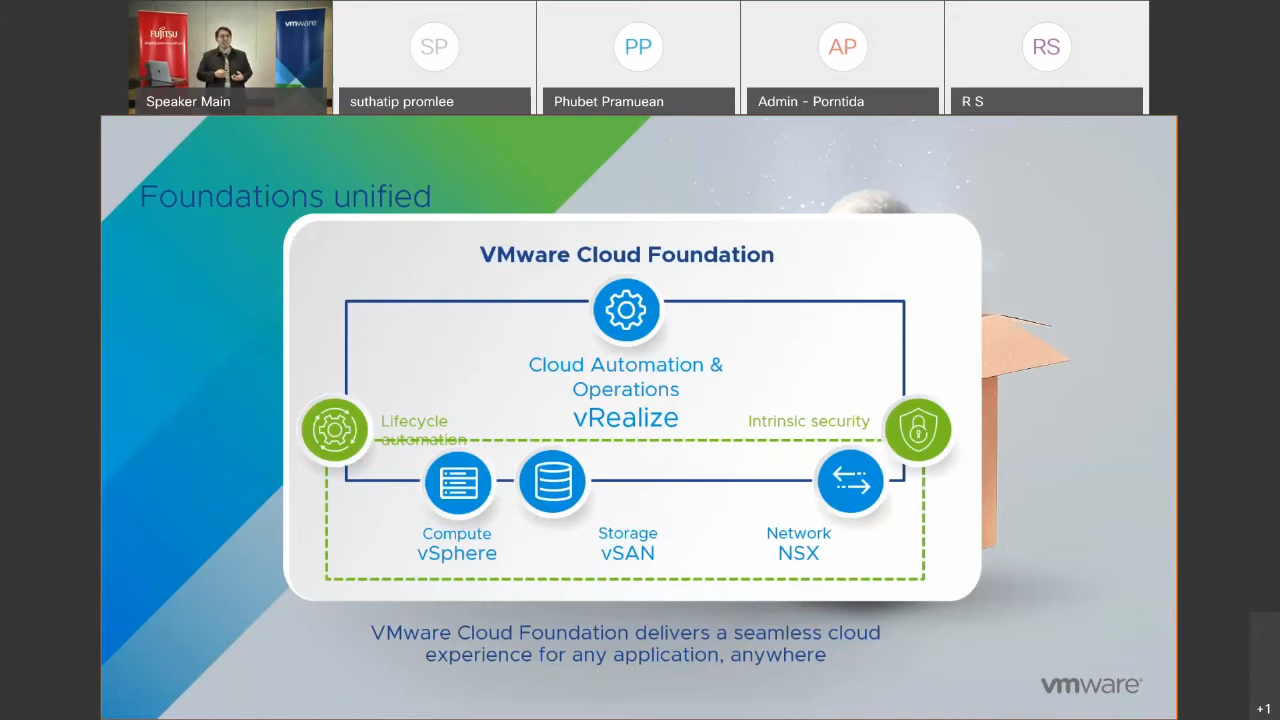 FUJITSU
vmware
SP
PP
AP
RS
Speaker Main
suthatip promlee
Phubet Pramuean
Admin - Porntida
R S
Foundations unified
VMware Cloud Foundation
Cloud Automation &
Operations
vRealize
Lifecycle
automation
Intrinsic security
Compute
vSphere
Storage
vSAN
Network
NSX
VMware Cloud Foundation delivers a seamless cloud
experience for any application, anywhere
vmware
+1